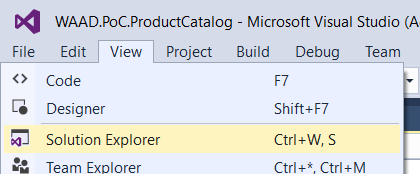 WAAD.PoC.ProductCatalog - Microsoft Visual Studio (A
File Edit View Project Build Debug Team
Code F7
Designer Shift+F7
Solution Explorer Ctrl+W, S
Team Explorer Ctrl+*, Ctrl+M